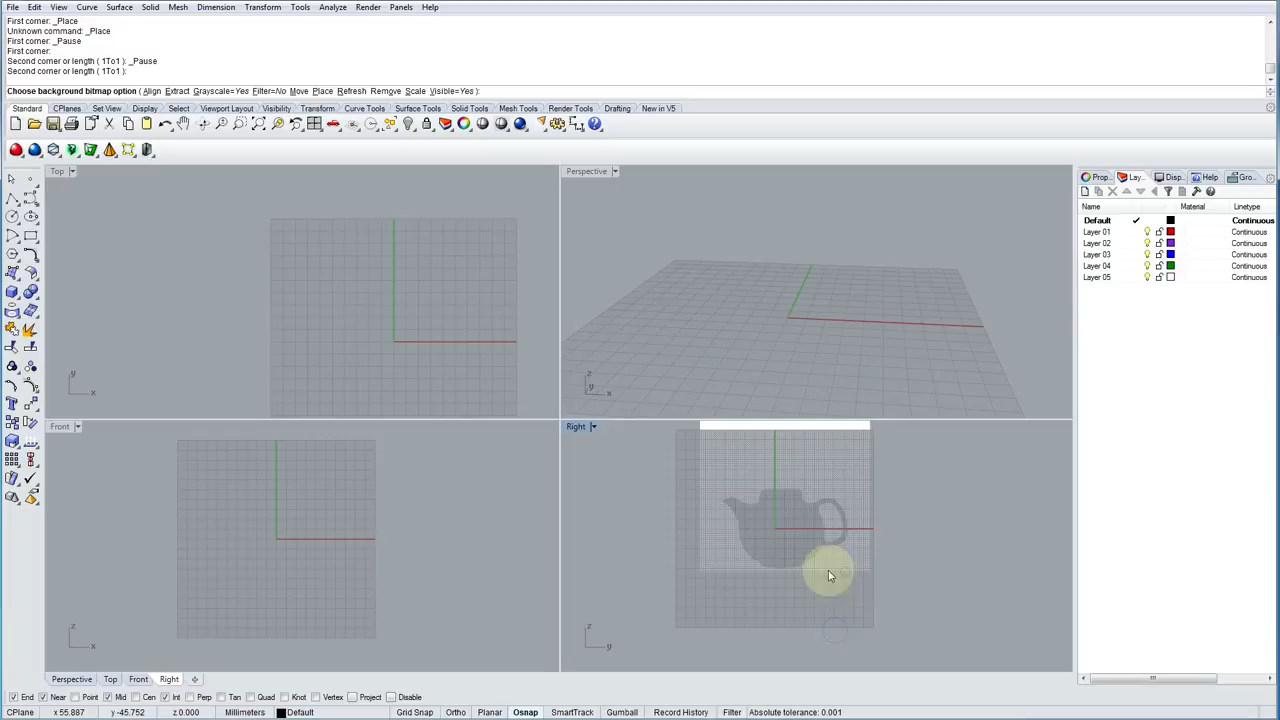 File Edit View Curve Surface Solid Mesh Dimension Transform Tools Analyze Render Panels Help
First corner: _Place
Unknown command: _Place
First corner: _Pause
First corner:
Second corner or length ( 1To1 ): _Pause
Second corner or length ( 1To1 ):
Choose background bitmap option ( Align Extract Grayscale=Yes Filter=No Move Place Refresh Remove Scale Visible=Yes ):
Standard CPlanes Set View Display Select Viewport Layout Visibility Transform Curve Tools Surface Tools Solid Tools Mesh Tools Render Tools Drafting New in V5
Top
Perspective
Prop... Lay... Disp... Help Gro...
Name Material Linetype
Default Continuous
Layer 01 Continuous
Layer 02 Continuous
Layer 03 Continuous
Layer 04 Continuous
Layer 05 Continuous
y
x
z
y
x
Front
Right
z
x
z
y
Perspective Top Front Right
End Near Point Mid Cen Int Perp Tan Quad Knot Vertex Project Disable
CPlane x 55.887 y -45.752 z 0.000 Millimeters Default Grid Snap Ortho Planar Osnap SmartTrack Gumball Record History Filter Absolute tolerance: 0.001